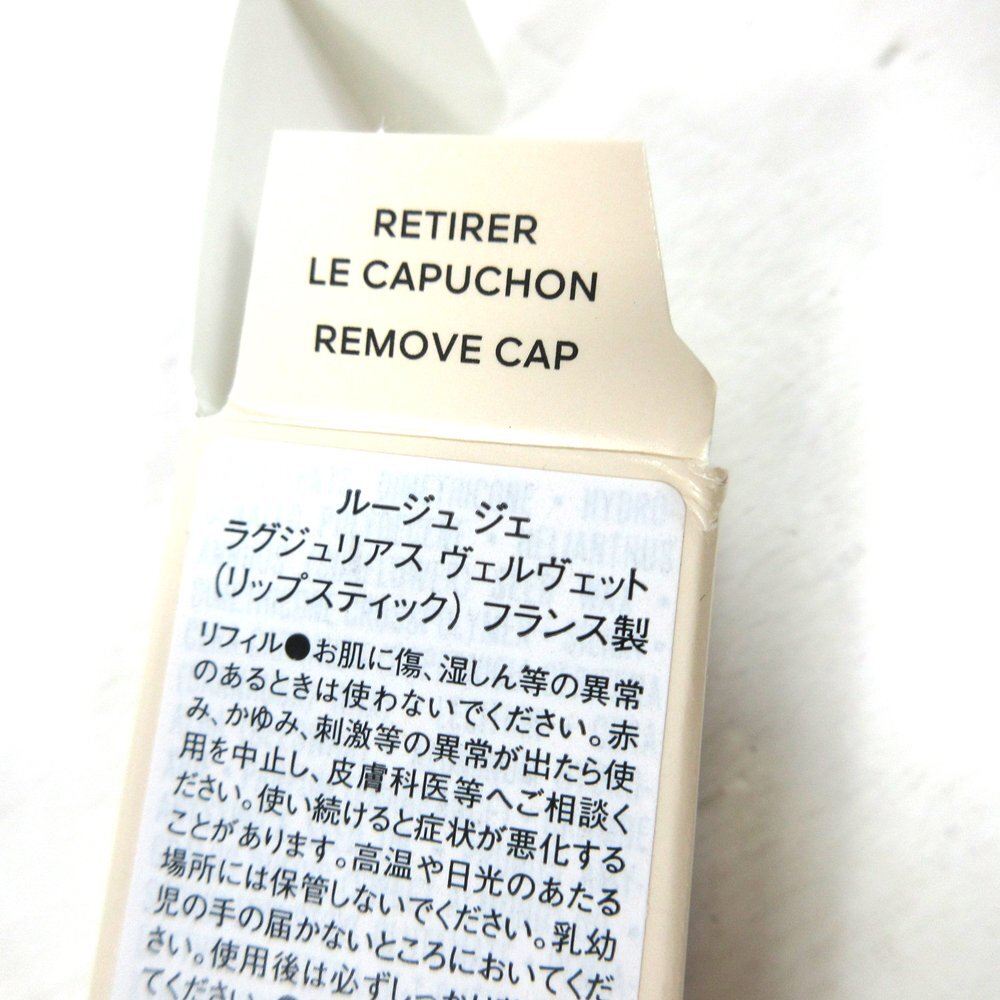 RETIRER
LE CAPUCHON
REMOVE CAP
ルージュ ジェ
ラグジュリアス ヴェルヴェット
(リップスティック) フランス製
リフィル●お肌に傷、湿しん等の異常
のあるときは使わないでください。赤
み、かゆみ、刺激等の異常が出たら使
用を中止し、皮膚科医等へご相談く
ださい。使い続けると症状が悪化する
ことがあります。高温や日光のあたる
場所には保管しないでください。乳幼
児の手の届かないところにおいてくだ
さい。使用後は必ずしっかり
てください。